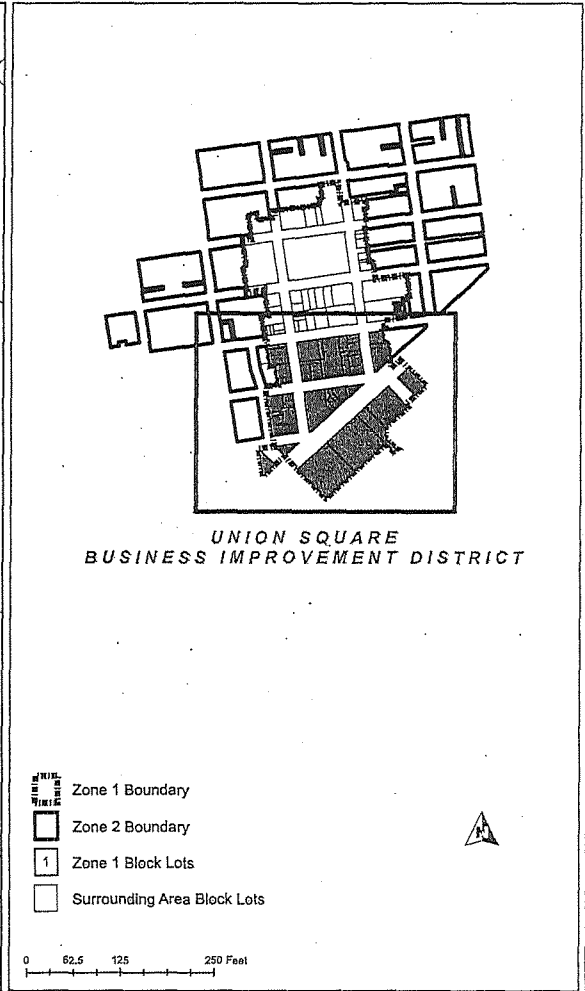 UNION SQUARE
BUSINESS IMPROVEMENT DISTRICT
Zone 1 Boundary
Zone 2 Boundary
1 Zone 1 Block Lots
Surrounding Area Block Lots
N
0 62.5 125 250 Feet